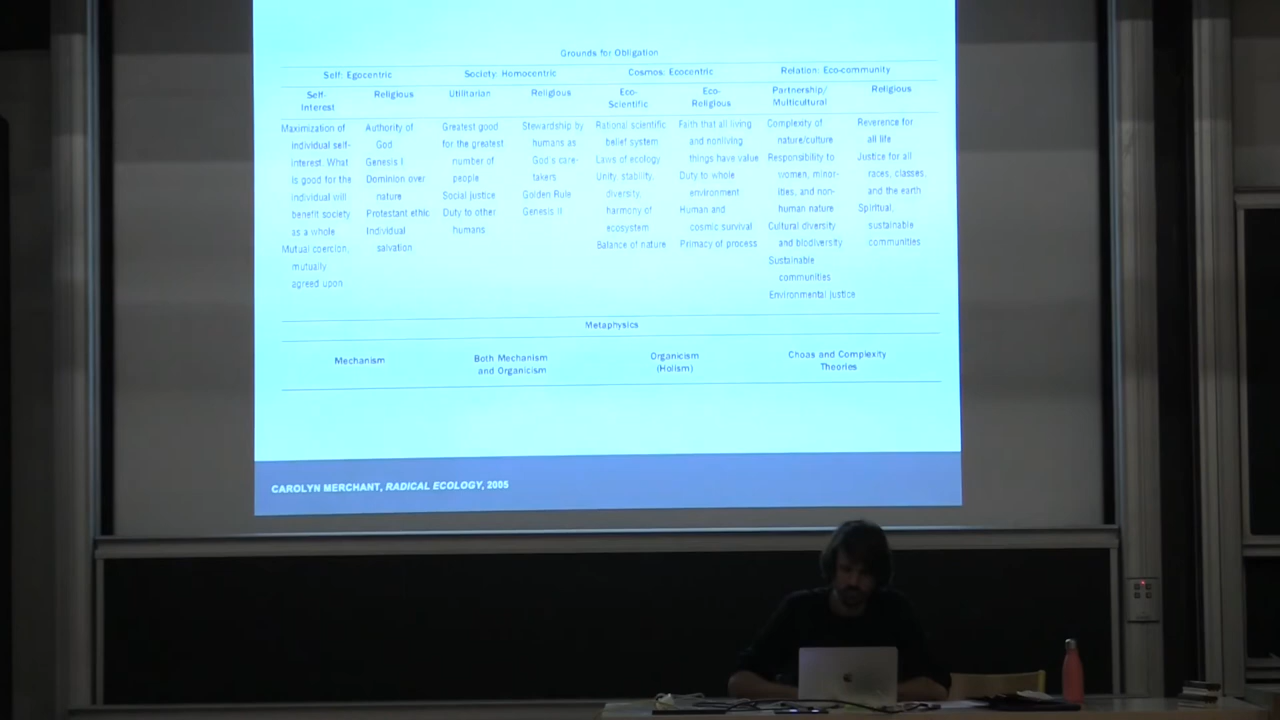 Grounds for Obligation
Self: Egocentric
Society: Homocentric
Cosmos: Ecocentric
Relation: Eco-community
Self-
Interest
Religious
Utilitarian
Religious
Eco-
Scientific
Eco-
Religious
Partnership/
Multicultural
Religious
Maximization of
individual self-
interest. What
is good for the
individual will
benefit society
as a whole
Mutual coercion,
mutually
agreed upon
Authority of
God
Genesis I
Dominion over
nature
Protestant ethic
Individual
salvation
Greatest good
for the greatest
number of
people
Social justice
Duty to other
humans
Stewardship by
humans as
God's care-
takers
Golden Rule
Genesis II
Rational scientific
belief system
Laws of ecology
Unity, stability,
diversity,
harmony of
ecosystem
Balance of nature
Faith that all living
and nonliving
things have value
Duty to whole
environment
Human and
cosmic survival
Primacy of process
Complexity of
nature/culture
Responsibility to
women, minor-
ities, and non-
human nature
Cultural diversity
and biodiversity
Sustainable
communities
Environmental justice
Reverence for
all life
Justice for all
races, classes,
and the earth
Spiritual,
sustainable
communities
Metaphysics
Mechanism
Both Mechanism
and Organicism
Organicism
(Holism)
Choas and Complexity
Theories
CAROLYN MERCHANT, RADICAL ECOLOGY, 2005